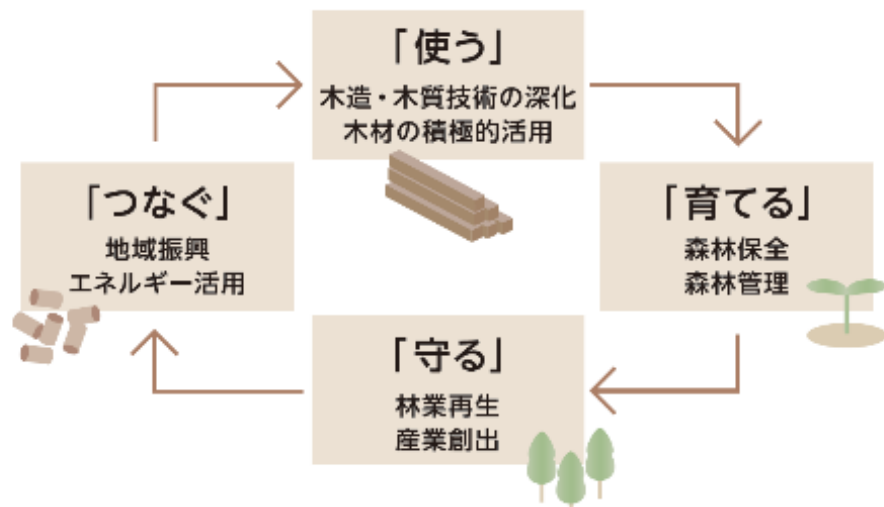 「使う」
木造・木質技術の深化
木材の積極的活用
「育てる」
森林保全
森林管理
「守る」
林業再生
産業創出
「つなぐ」
地域振興
エネルギー活用